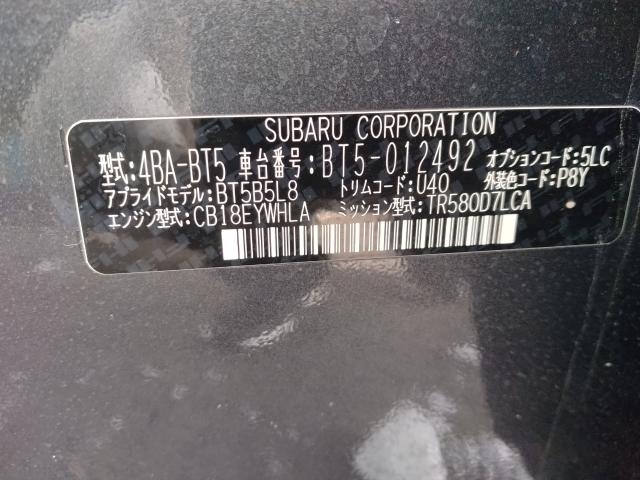 SUBARU CORPORATION
型式:4BA-BT5 車台番号:BT5-012492 オプションコード:5LC
アプライドモデル:BT5B5L8 トリムコード:U40 外装色コード:P8Y
エンジン型式:CB18EYWHLA ミッション型式:TR580D7LCA